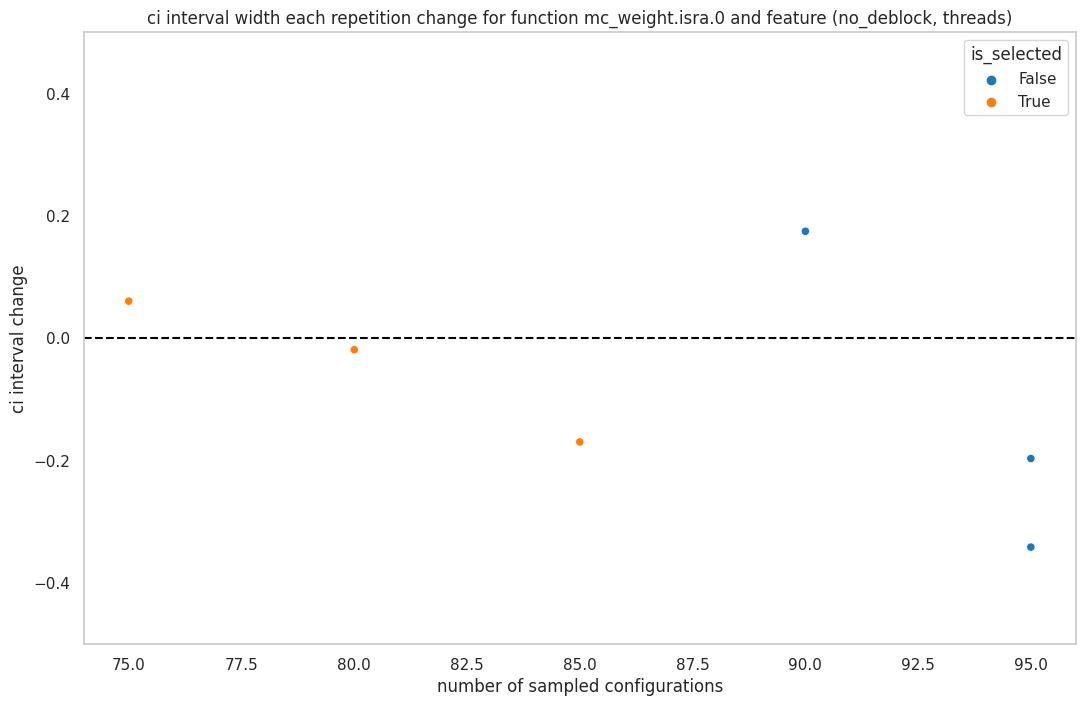 ci interval width each repetition change for function mc_weight.isra.0 and feature (no_deblock, threads)
is_selected
False
True
ci interval change
0.4
0.2
0.0
−0.2
−0.4
75.0 77.5 80.0 82.5 85.0 87.5 90.0 92.5 95.0
number of sampled configurations